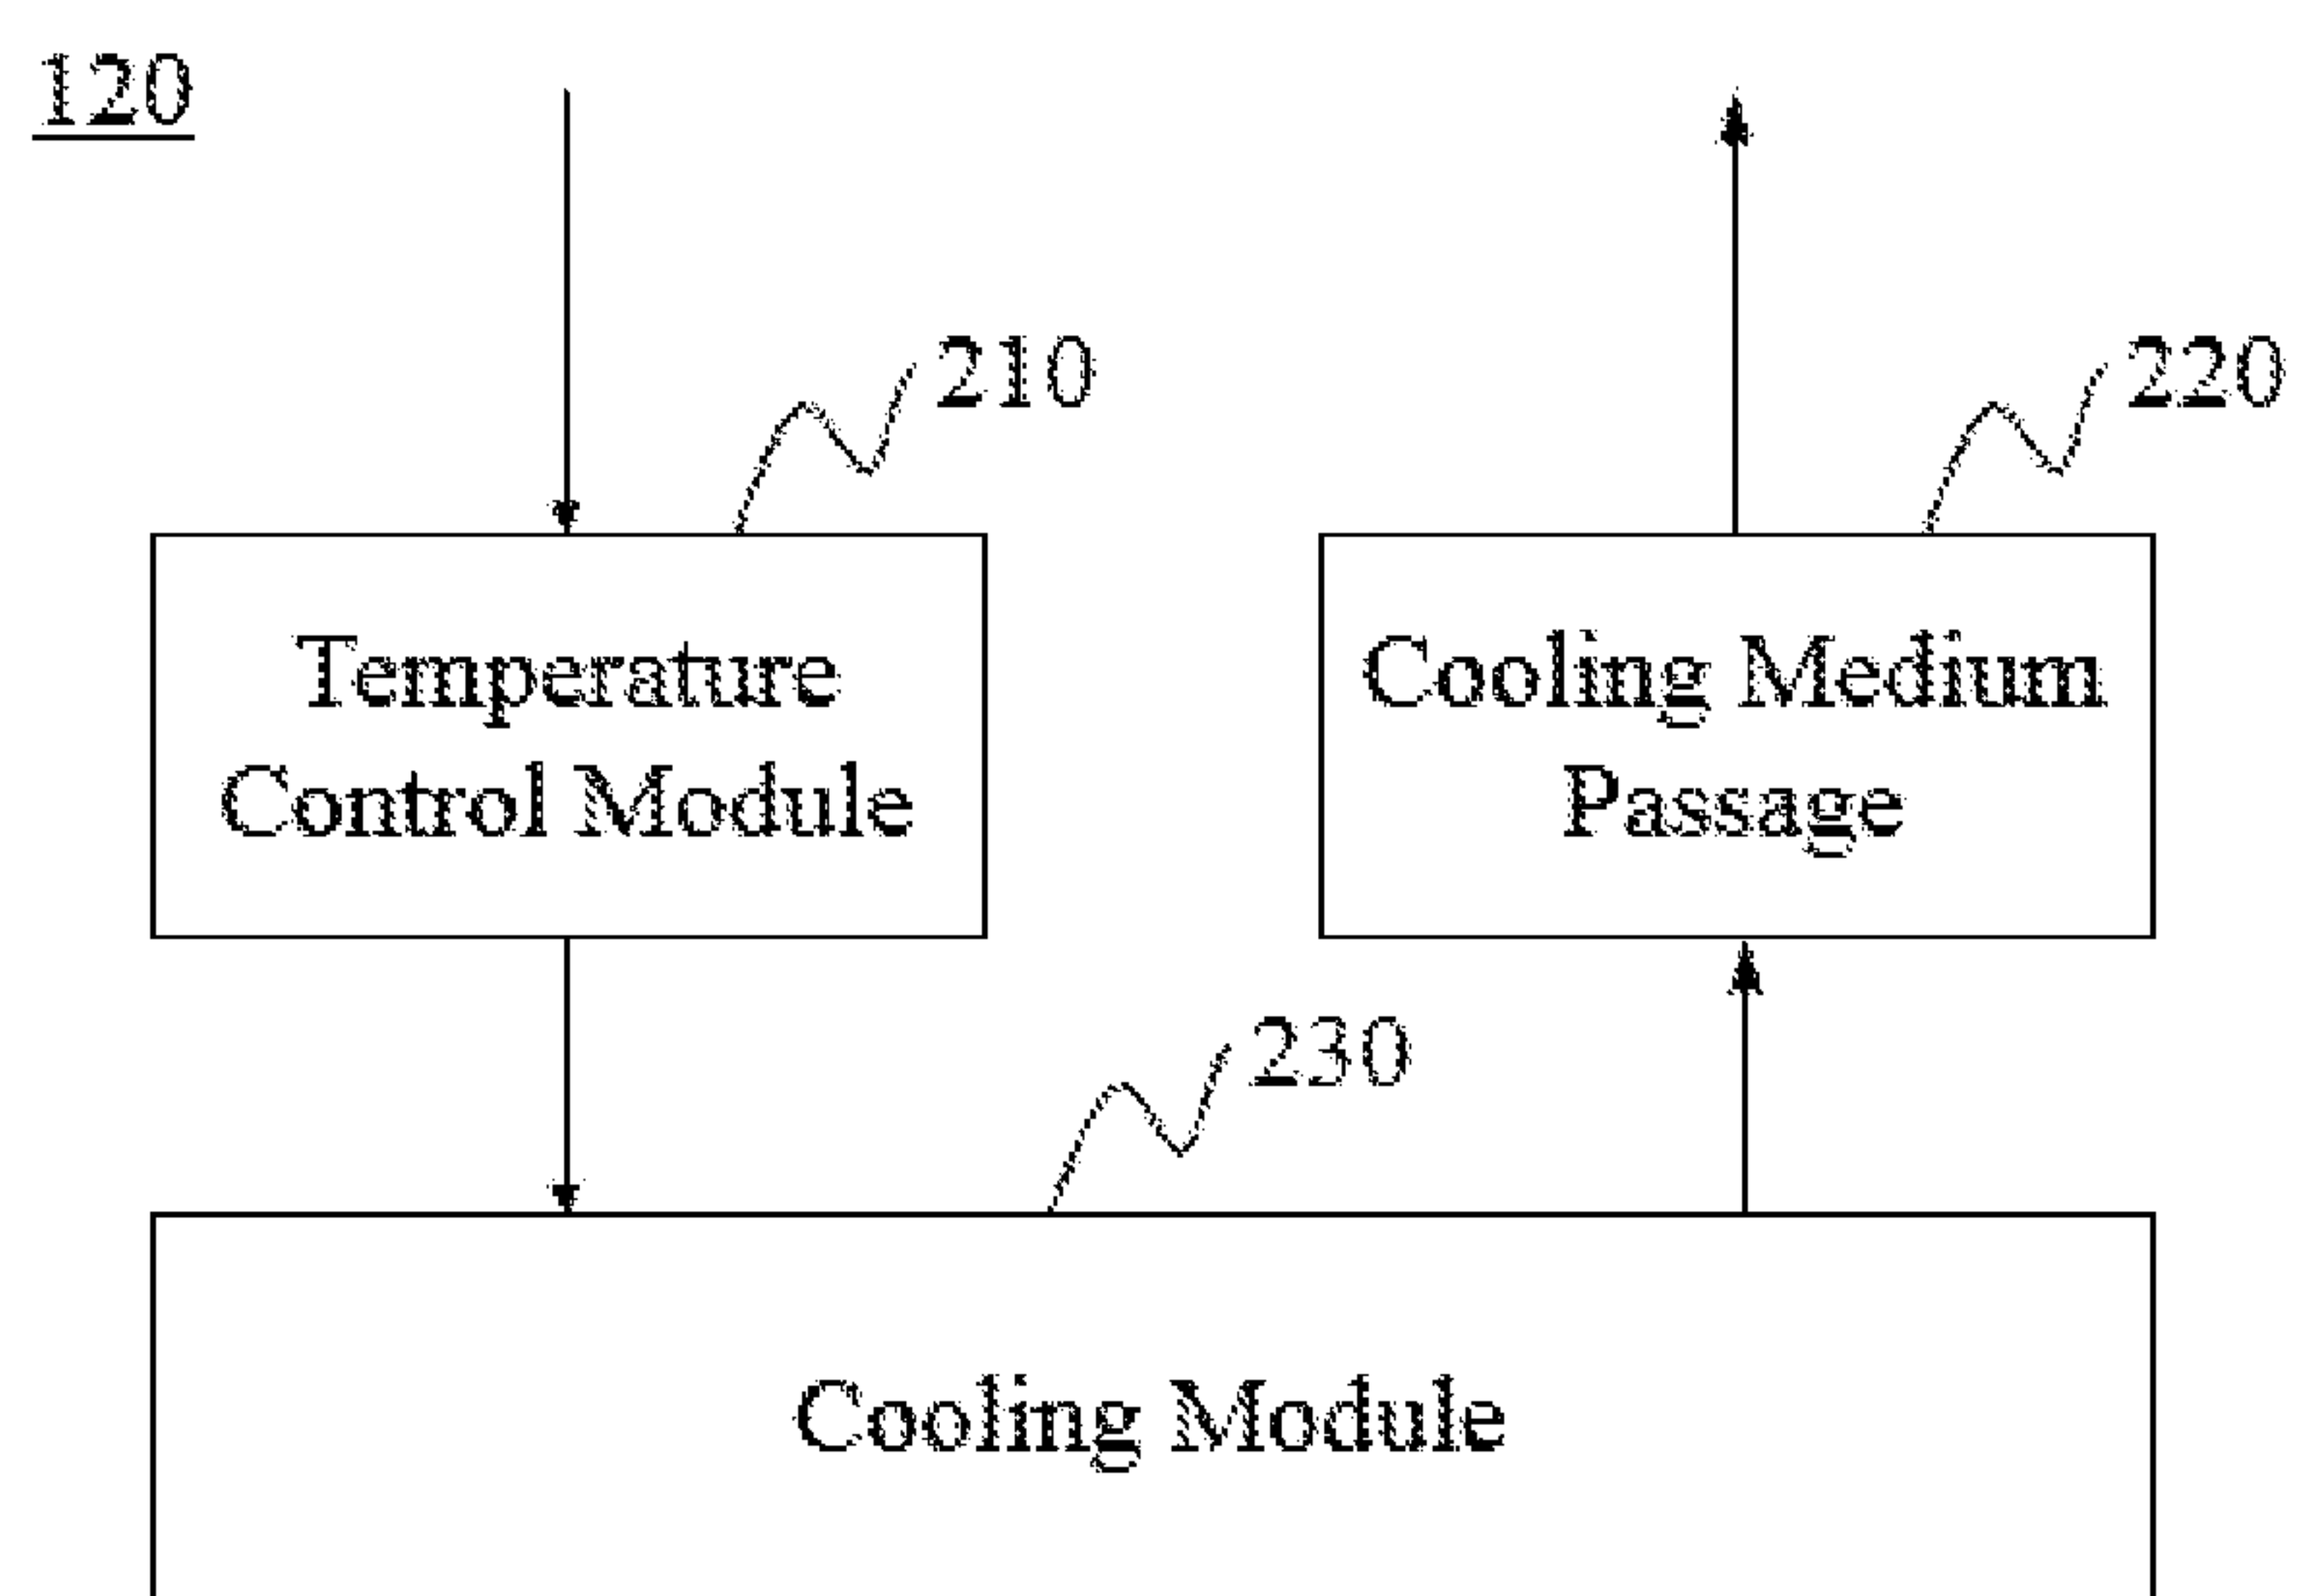 120
210
220
Temperature
Control Module
Cooling Medium
Passage
230
Cooling Module